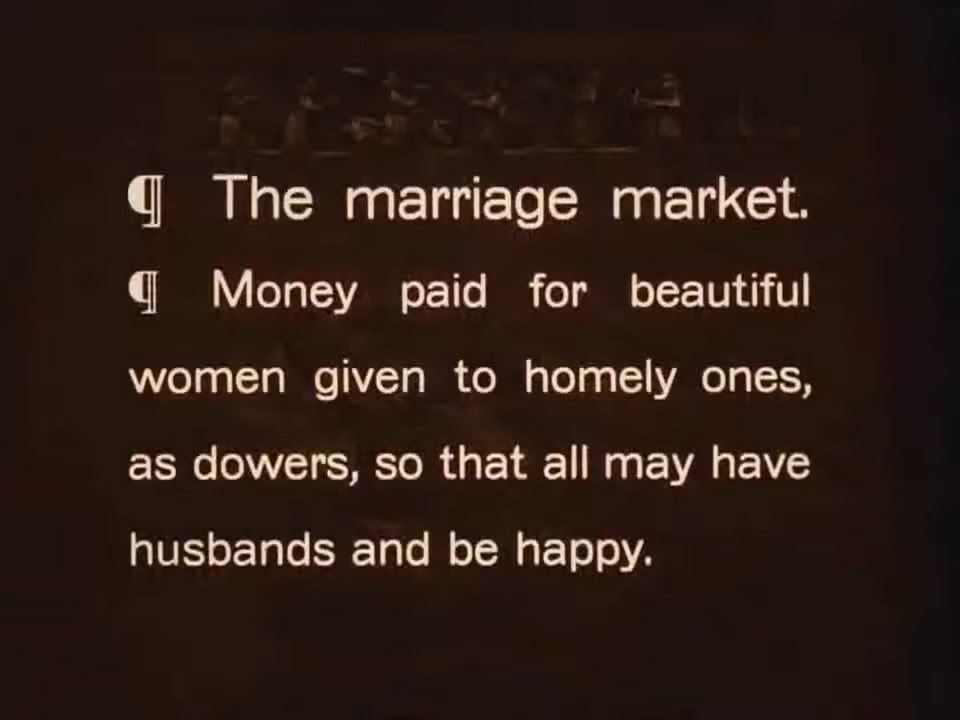 ¶ The marriage market.
¶ Money paid for beautiful
women given to homely ones,
as dowers, so that all may have
husbands and be happy.